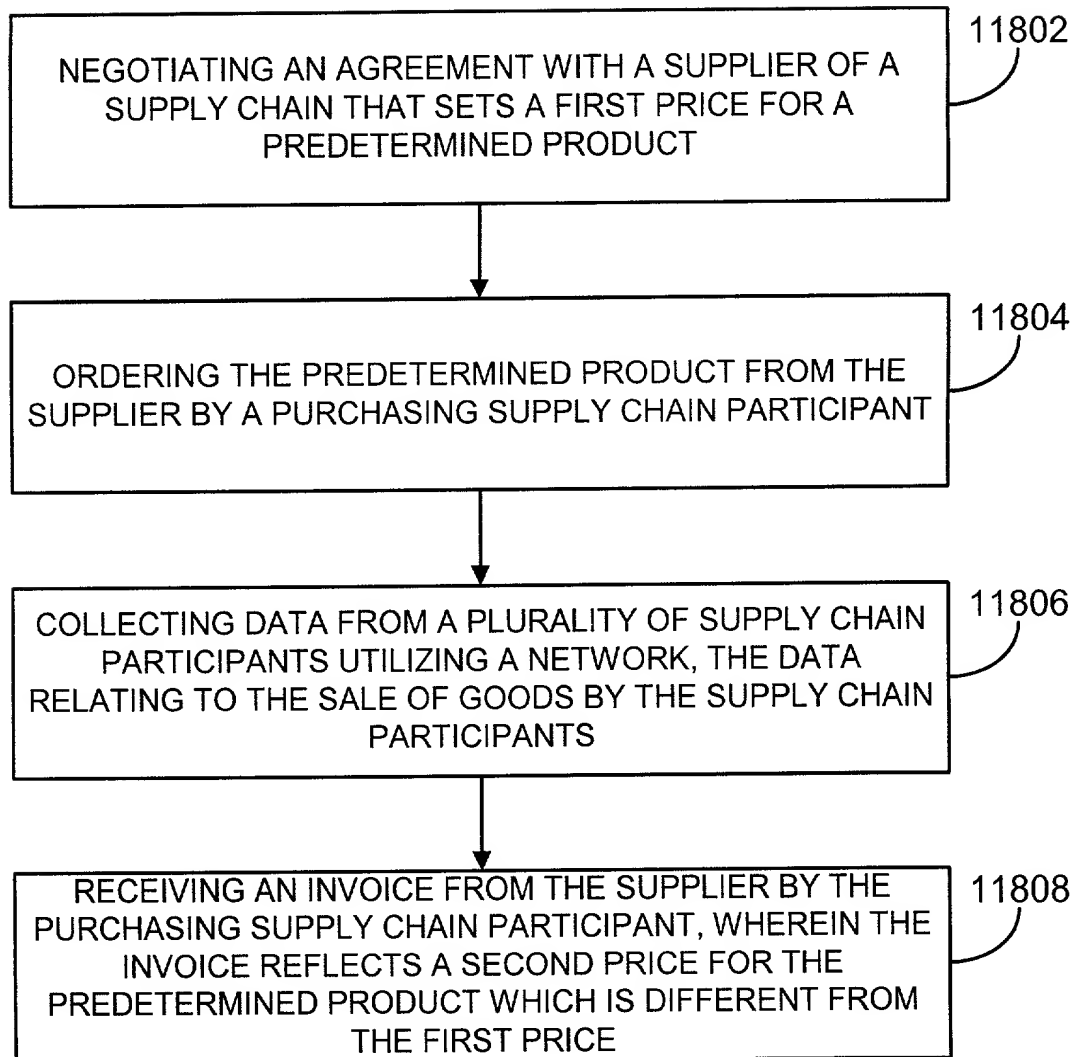 11802
NEGOTIATING AN AGREEMENT WITH A SUPPLIER OF A
SUPPLY CHAIN THAT SETS A FIRST PRICE FOR A
PREDETERMINED PRODUCT
11804
ORDERING THE PREDETERMINED PRODUCT FROM THE
SUPPLIER BY A PURCHASING SUPPLY CHAIN PARTICIPANT
11806
COLLECTING DATA FROM A PLURALITY OF SUPPLY CHAIN
PARTICIPANTS UTILIZING A NETWORK, THE DATA
RELATING TO THE SALE OF GOODS BY THE SUPPLY CHAIN
PARTICIPANTS
11808
RECEIVING AN INVOICE FROM THE SUPPLIER BY THE
PURCHASING SUPPLY CHAIN PARTICIPANT, WHEREIN THE
INVOICE REFLECTS A SECOND PRICE FOR THE
PREDETERMINED PRODUCT WHICH IS DIFFERENT FROM
THE FIRST PRICE